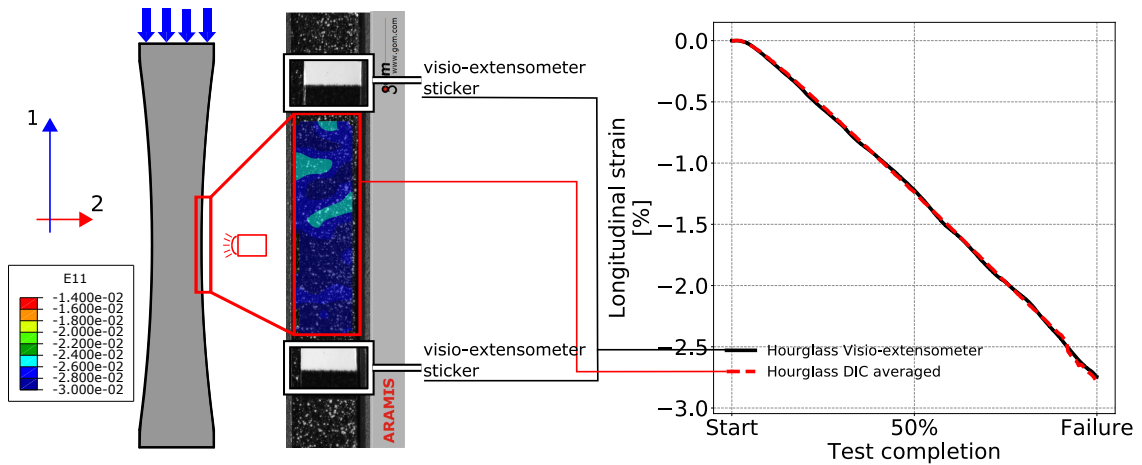 1
2
E11
-1.400e-02
-1.600e-02
-1.800e-02
-2.000e-02
-2.200e-02
-2.400e-02
-2.600e-02
-2.800e-02
-3.000e-02
gom
www.gom.com
ARAMIS
visio-extensometer
sticker
visio-extensometer
sticker
Longitudinal strain
[%]
0.0
−0.5
−1.0
−1.5
−2.0
−2.5
−3.0
Hourglass Visio-extensometer
Hourglass DIC averaged
Start
50%
Failure
Test completion